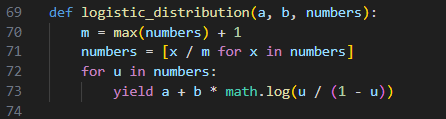 69 def logistic_distribution(a, b, numbers):
70 m = max(numbers) + 1
71 numbers = [x / m for x in numbers]
72 for u in numbers:
73 yield a + b * math.log(u / (1 - u))
74